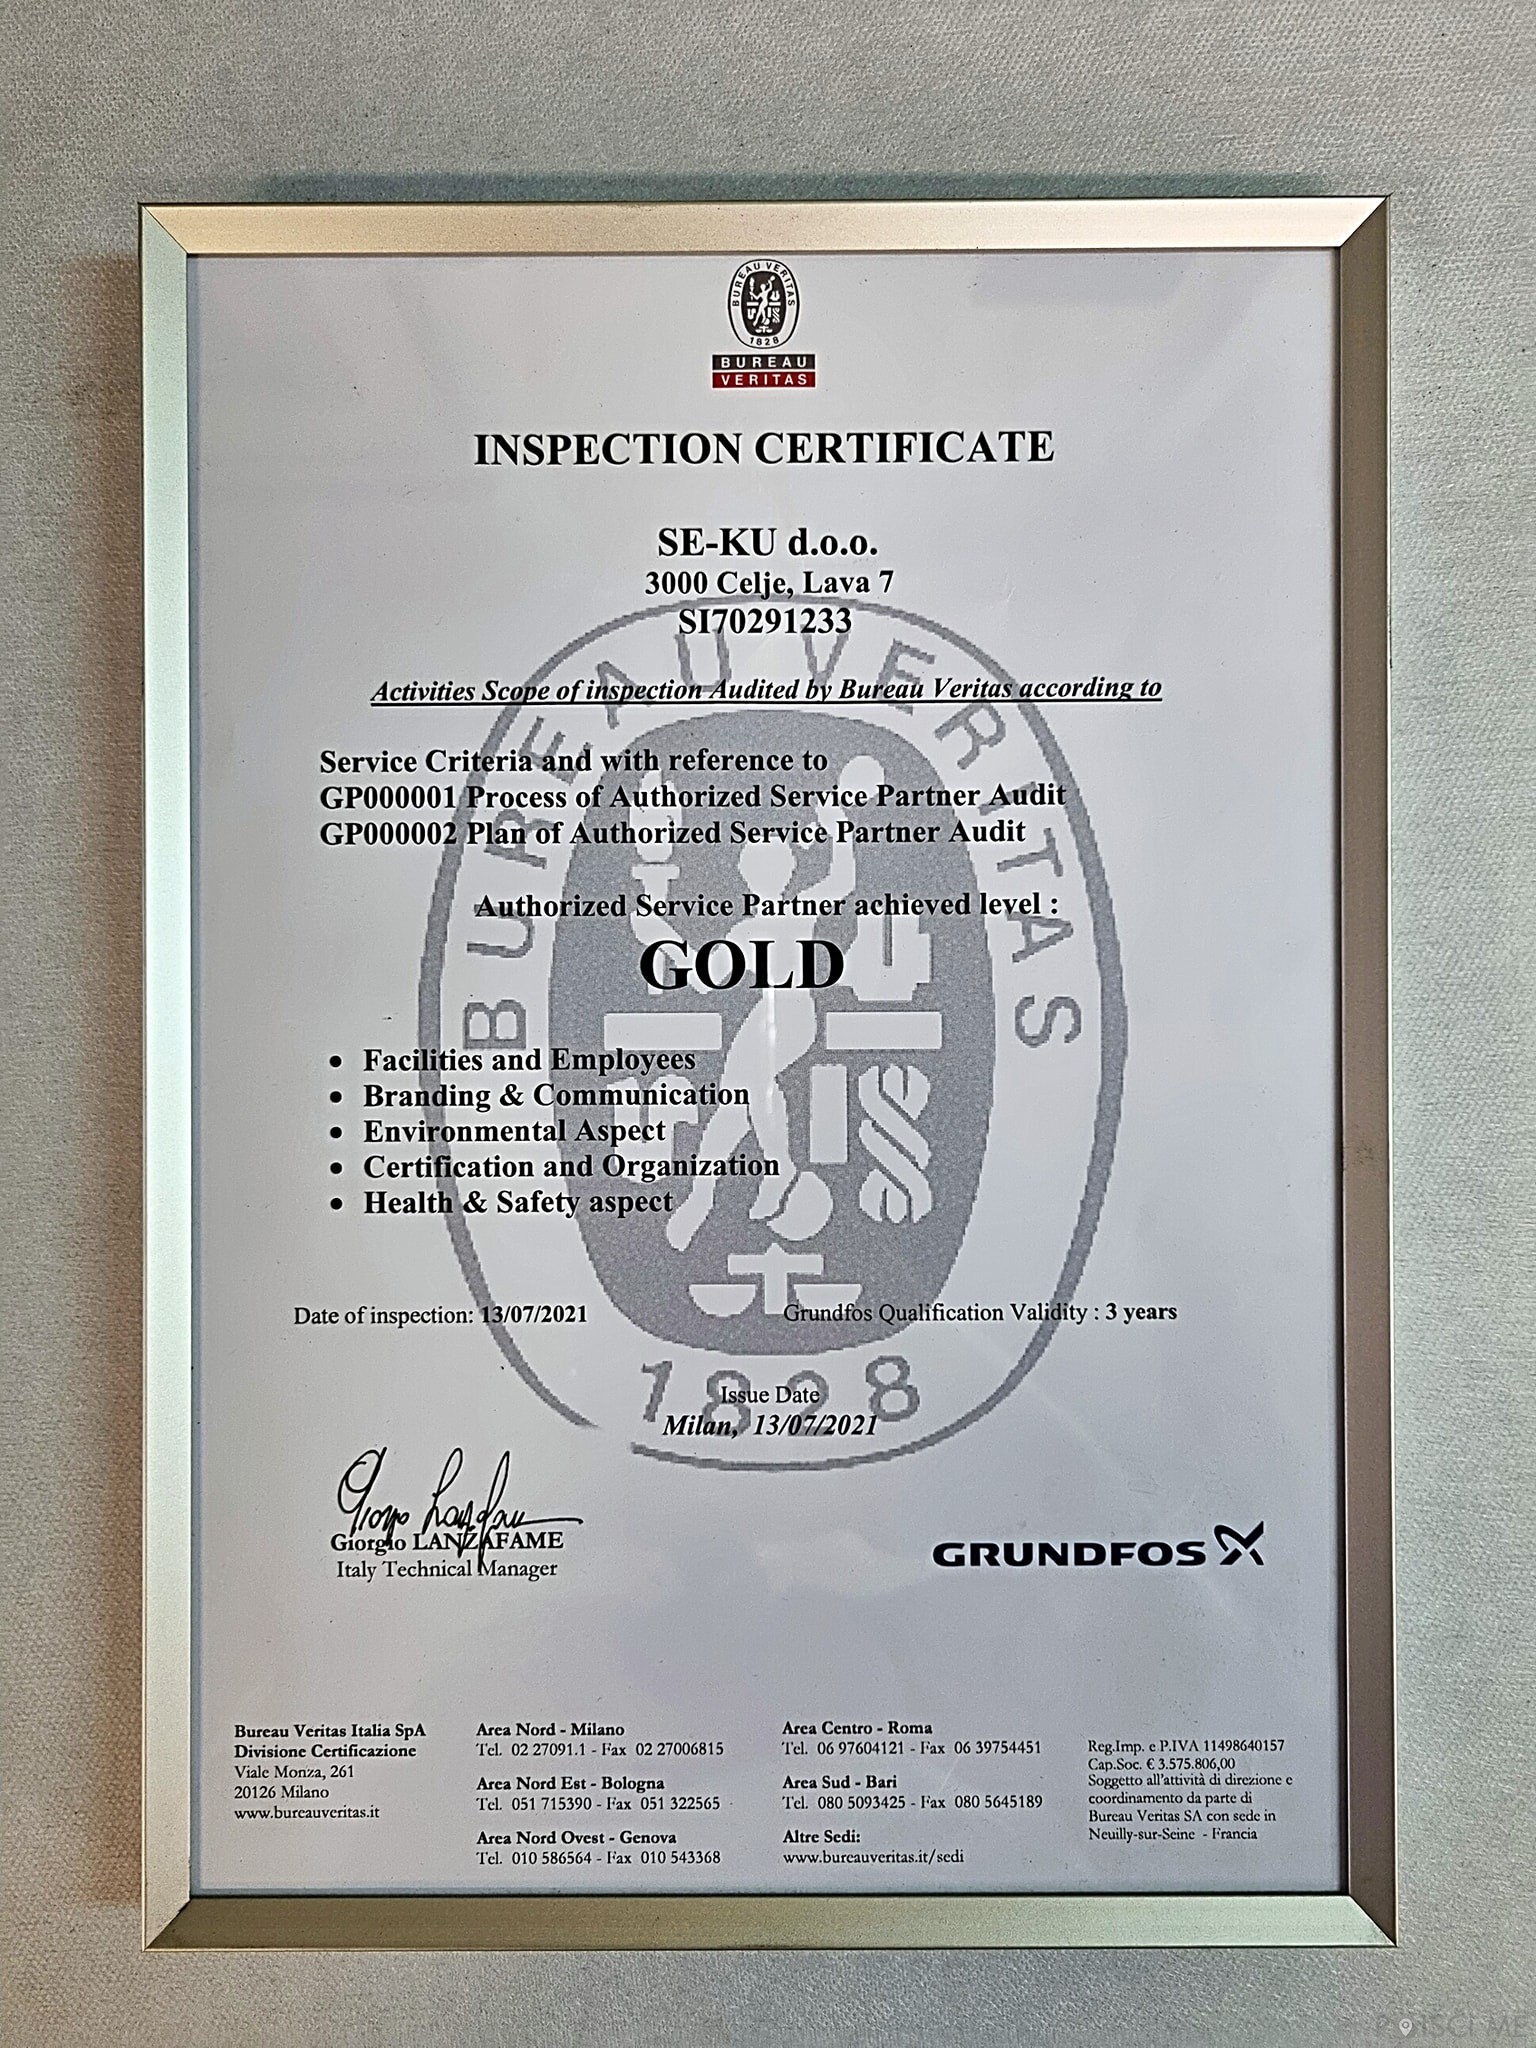 BUREAU VERITAS
1828
BUREAU
VERITAS
INSPECTION CERTIFICATE
SE-KU d.o.o.
3000 Celje, Lava 7
SI70291233
Activities Scope of inspection Audited by Bureau Veritas according to
Service Criteria and with reference to
GP000001 Process of Authorized Service Partner Audit
GP000002 Plan of Authorized Service Partner Audit
Authorized Service Partner achieved level :
GOLD
• Facilities and Employees
• Branding & Communication
• Environmental Aspect
• Certification and Organization
• Health & Safety aspect
BUREAU VERITAS
1828
Date of inspection: 13/07/2021 Grundfos Qualification Validity : 3 years
Issue Date
Milan, 13/07/2021
Giorgio LANZAFAME
Italy Technical Manager
GRUNDFOS
Bureau Veritas Italia SpA
Divisione Certificazione
Viale Monza, 261
20126 Milano
www.bureauveritas.it
Area Nord - Milano
Tel. 02 27091.1 - Fax 02 27006815
Area Nord Est - Bologna
Tel. 051 715390 - Fax 051 322565
Area Nord Ovest - Genova
Tel. 010 586564 - Fax 010 543368
Area Centro - Roma
Tel. 06 97604121 - Fax 06 39754451
Area Sud - Bari
Tel. 080 5093425 - Fax 080 5645189
Altre Sedi:
www.bureauveritas.it/sedi
Reg.Imp. e P.IVA 11498640157
Cap.Soc. € 3.575.806,00
Soggetto all'attività di direzione e
coordinamento da parte di
Bureau Veritas SA con sede in
Neuilly-sur-Seine - Francia